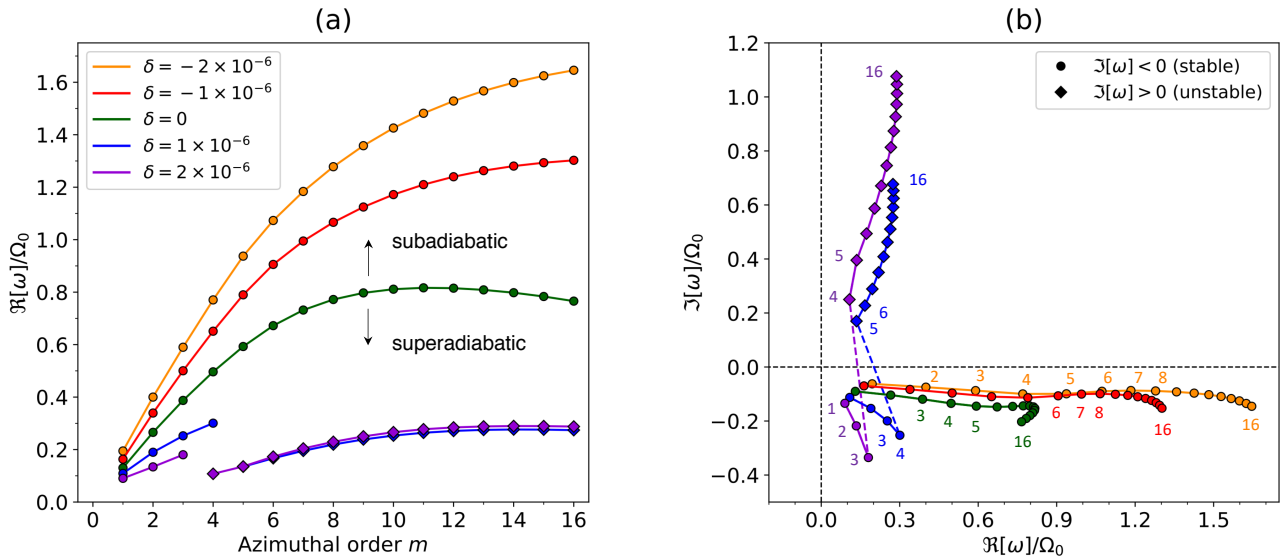 (a)
ℜ[ω]/Ω₀
1.6
1.4
1.2
1.0
0.8
0.6
0.4
0.2
0.0
δ = −2 × 10⁻⁶
δ = −1 × 10⁻⁶
δ = 0
δ = 1 × 10⁻⁶
δ = 2 × 10⁻⁶
subadiabatic
superadiabatic
0 2 4 6 8 10 12 14 16
Azimuthal order m
(b)
ℑ[ω]/Ω₀
1.2
1.0
0.8
0.6
0.4
0.2
0.0
−0.2
−0.4
ℑ[ω] < 0 (stable)
ℑ[ω] > 0 (unstable)
16
16
5
4
6
5
2 3 4 5 6 7 8
1
2
3
3
4
3
4
5
16
6 7 8
16
16
0.0 0.3 0.6 0.9 1.2 1.5
ℜ[ω]/Ω₀